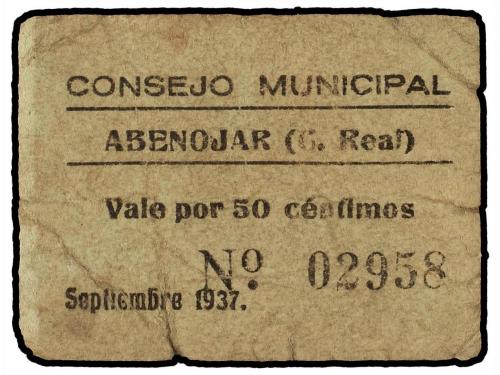 CONSEJO MUNICIPAL
ABENOJAR (C. Real)
Vale por 50 céntimos
Nº. 02958
Septiembre 1937.